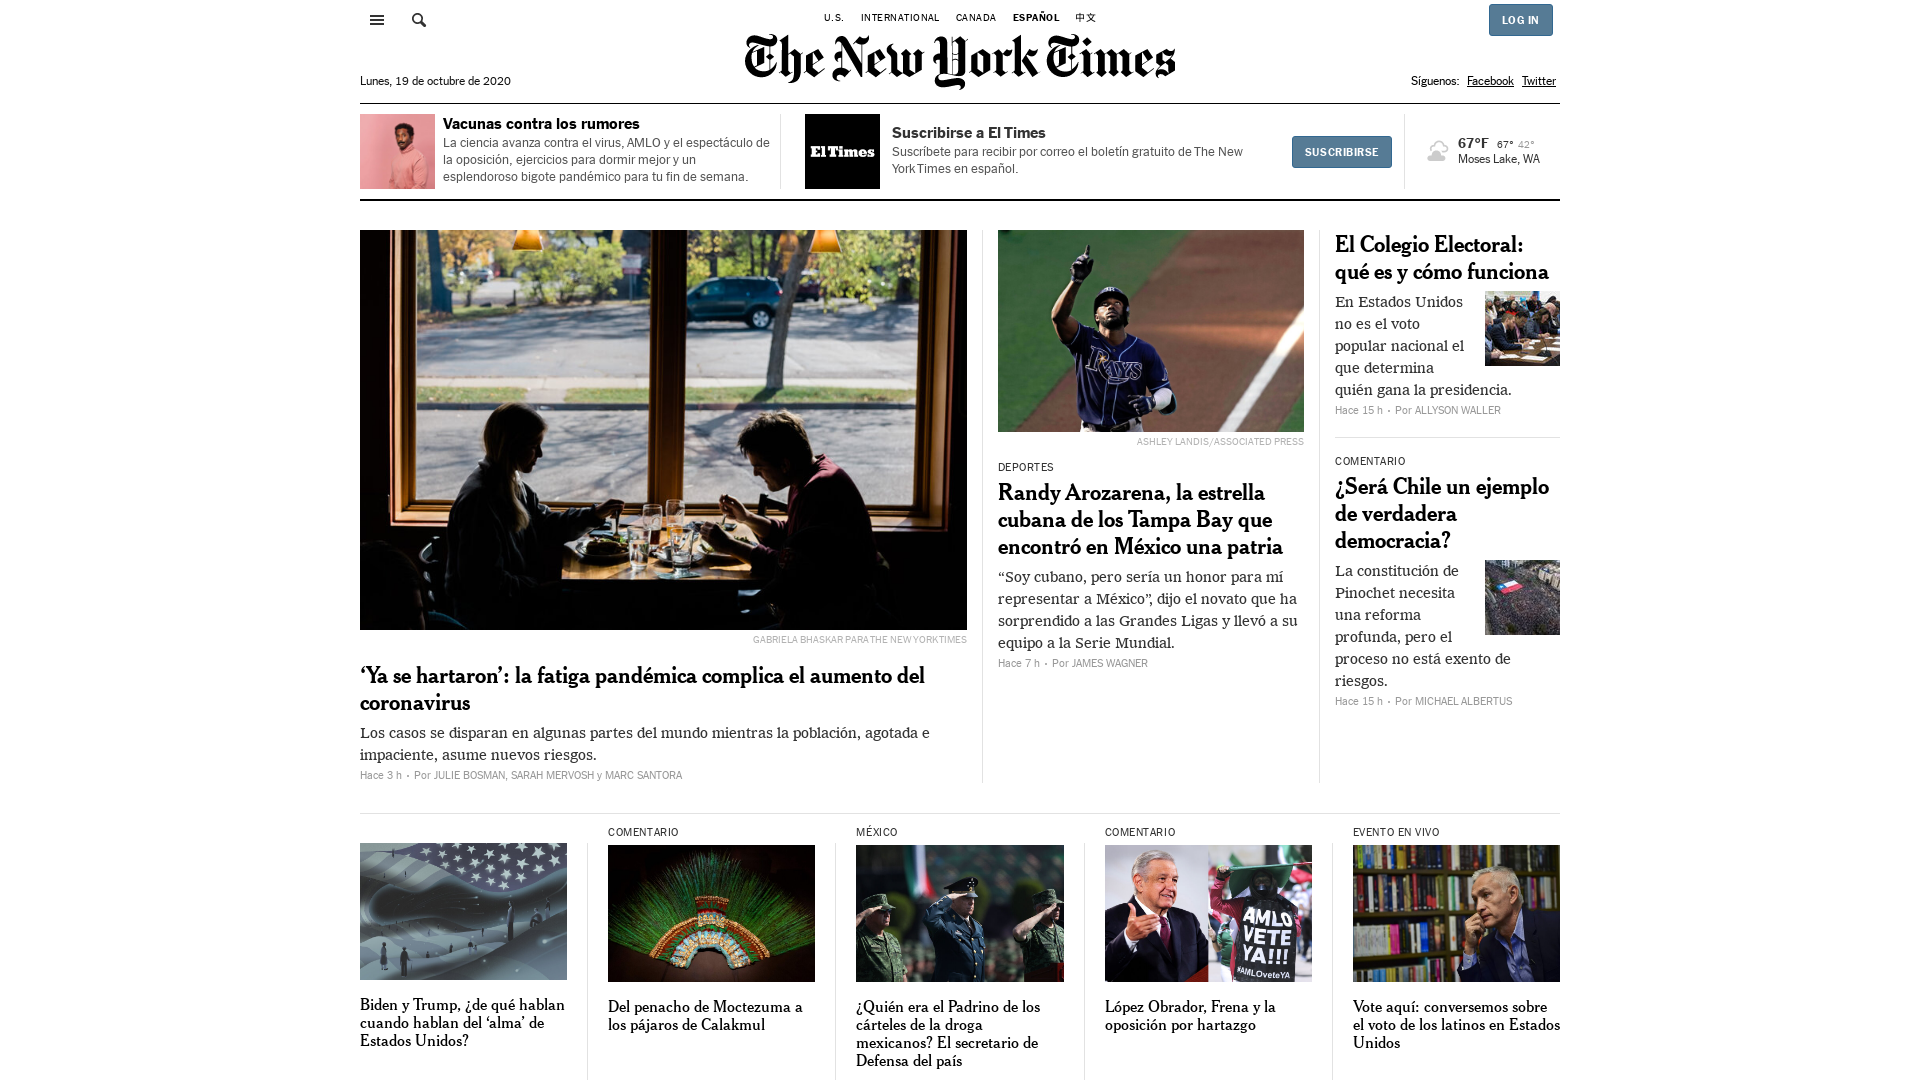 U.S. INTERNATIONAL CANADA ESPAÑOL 中文
LOG IN
The New York Times
Lunes, 19 de octubre de 2020
Síguenos: Facebook Twitter
Vacunas contra los rumores
La ciencia avanza contra el virus, AMLO y el espectáculo de
la oposición, ejercicios para dormir mejor y un
esplendoroso bigote pandémico para tu fin de semana.
El Times
Suscribirse a El Times
Suscríbete para recibir por correo el boletín gratuito de The New
York Times en español.
SUSCRIBIRSE
67°F 67° 42°
Moses Lake, WA
GABRIELA BHASKAR PARA THE NEW YORK TIMES
‘Ya se hartaron’: la fatiga pandémica complica el aumento del
coronavirus
Los casos se disparan en algunas partes del mundo mientras la población, agotada e
impaciente, asume nuevos riesgos.
Hace 3 h • Por JULIE BOSMAN, SARAH MERVOSH y MARC SANTORA
RAYS
ASHLEY LANDIS/ASSOCIATED PRESS
DEPORTES
Randy Arozarena, la estrella
cubana de los Tampa Bay que
encontró en México una patria
“Soy cubano, pero sería un honor para mí
representar a México”, dijo el novato que ha
sorprendido a las Grandes Ligas y llevó a su
equipo a la Serie Mundial.
Hace 7 h • Por JAMES WAGNER
El Colegio Electoral:
qué es y cómo funciona
En Estados Unidos
no es el voto
popular nacional el
que determina
quién gana la presidencia.
Hace 15 h • Por ALLYSON WALLER
COMENTARIO
¿Será Chile un ejemplo
de verdadera
democracia?
La constitución de
Pinochet necesita
una reforma
profunda, pero el
proceso no está exento de
riesgos.
Hace 15 h • Por MICHAEL ALBERTUS
Biden y Trump, ¿de qué hablan
cuando hablan del ‘alma’ de
Estados Unidos?
COMENTARIO
Del penacho de Moctezuma a
los pájaros de Calakmul
MÉXICO
¿Quién era el Padrino de los
cárteles de la droga
mexicanos? El secretario de
Defensa del país
COMENTARIO
AMLO
VETE
YA!!!
#AMLOveteYA
López Obrador, Frena y la
oposición por hartazgo
EVENTO EN VIVO
Vote aquí: conversemos sobre
el voto de los latinos en Estados
Unidos